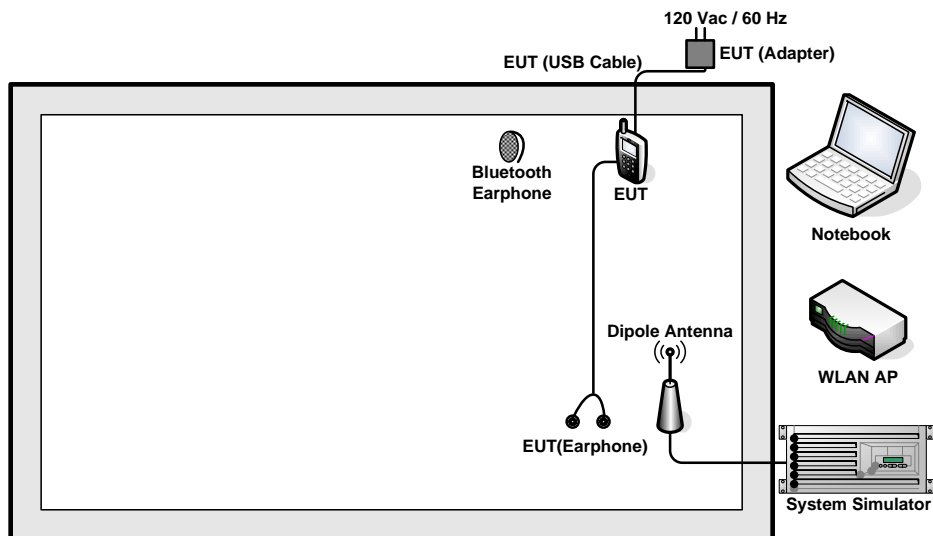 120 Vac / 60 Hz
EUT (Adapter)
EUT (USB Cable)
Bluetooth
Earphone
EUT
Notebook
Dipole Antenna
WLAN AP
EUT(Earphone)
System Simulator